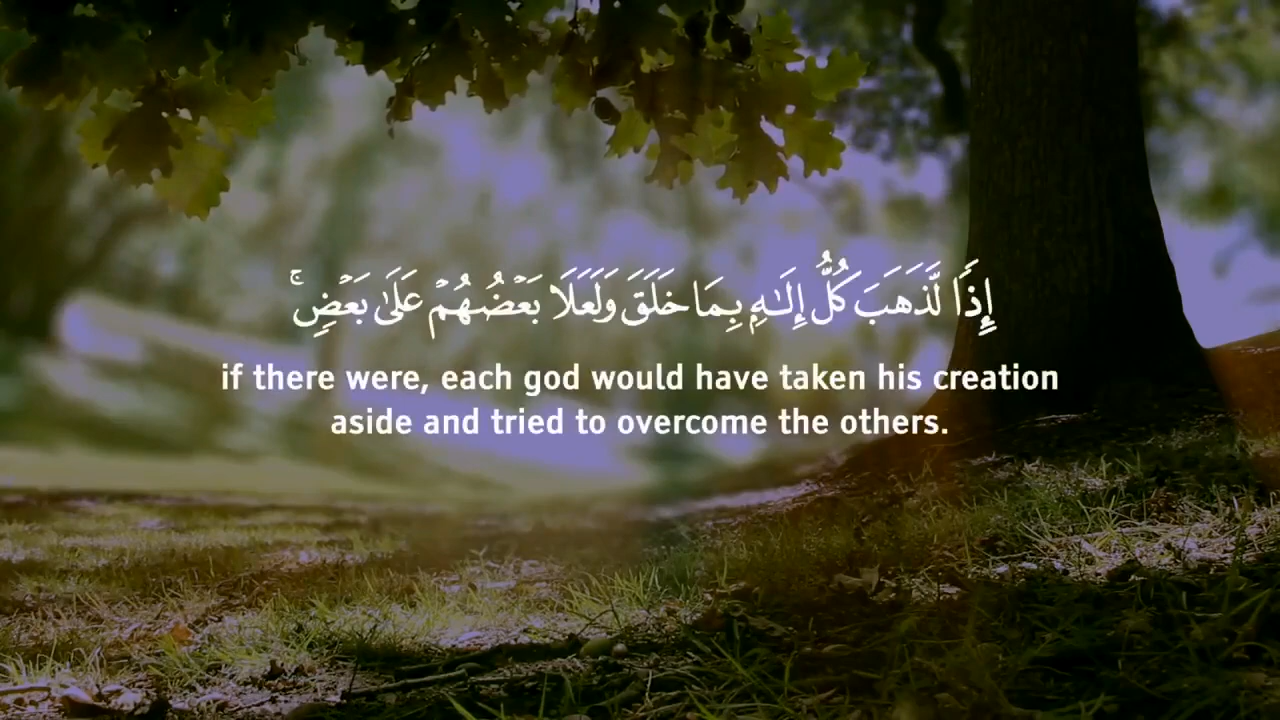 إِذًا لَّذَهَبَ كُلُّ إِلَـٰهٍۭ بِمَا خَلَقَ وَلَعَلَا بَعْضُهُمْ عَلَىٰ بَعْضٍ ۚ
if there were, each god would have taken his creation
aside and tried to overcome the others.